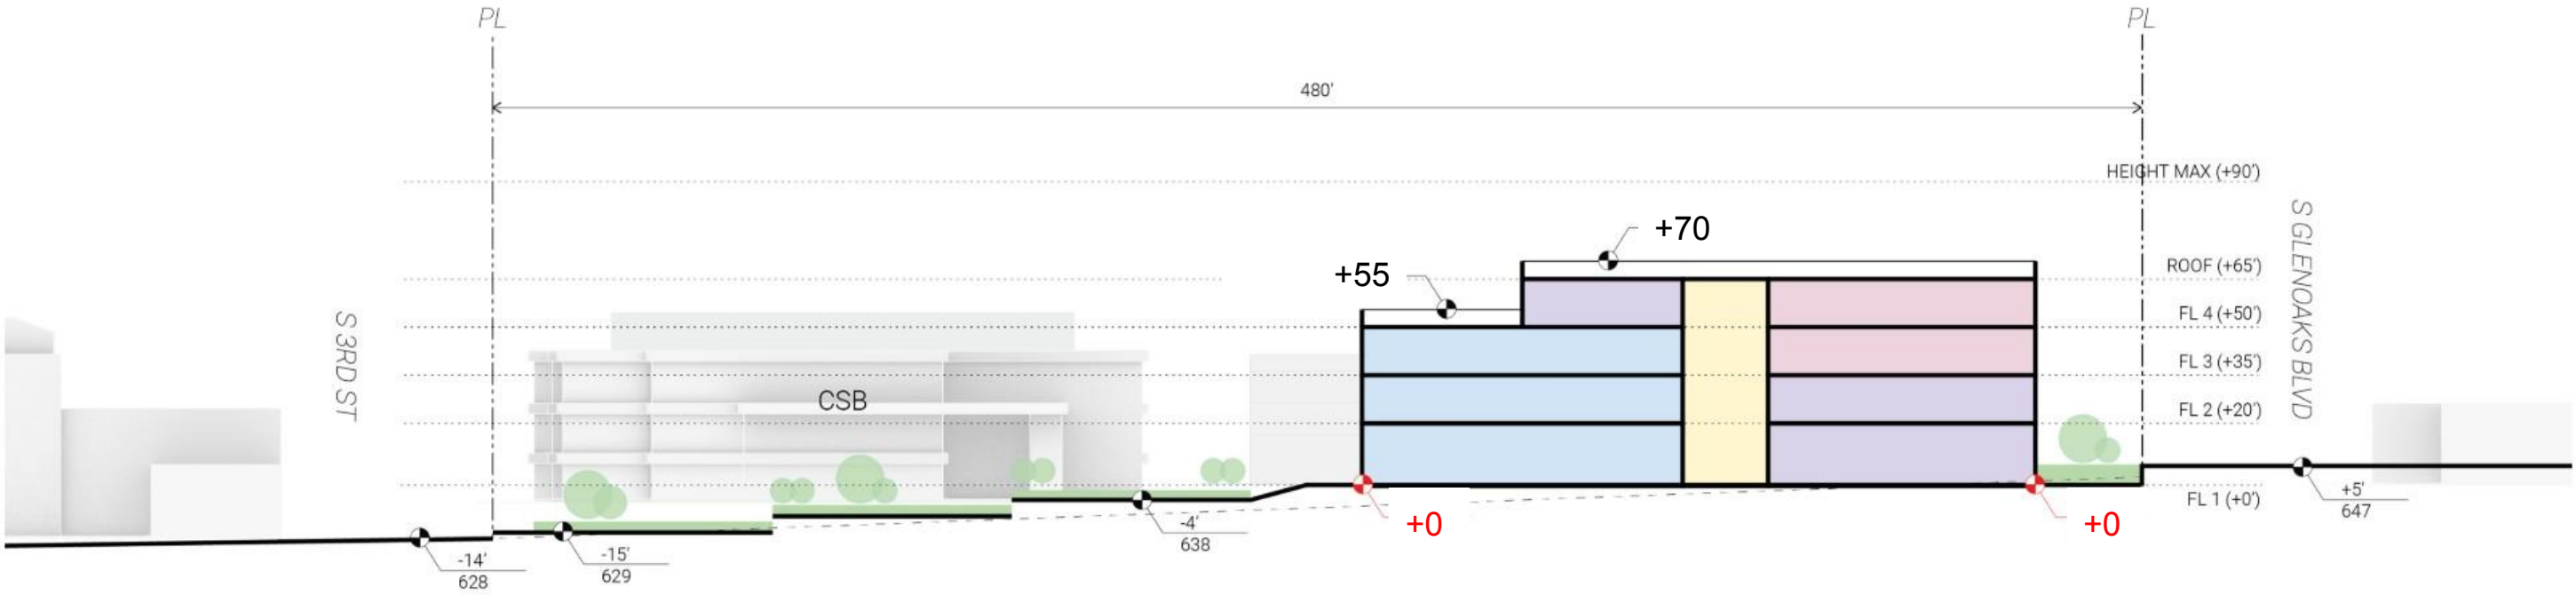 PL
PL
480'
HEIGHT MAX (+90')
+70
ROOF (+65')
+55
FL 4 (+50')
S 3RD ST
S GLENOAKS BLVD
FL 3 (+35')
CSB
FL 2 (+20')
FL 1 (+0')
+5'
647
+0
+0
-4'
638
-15'
629
-14'
628